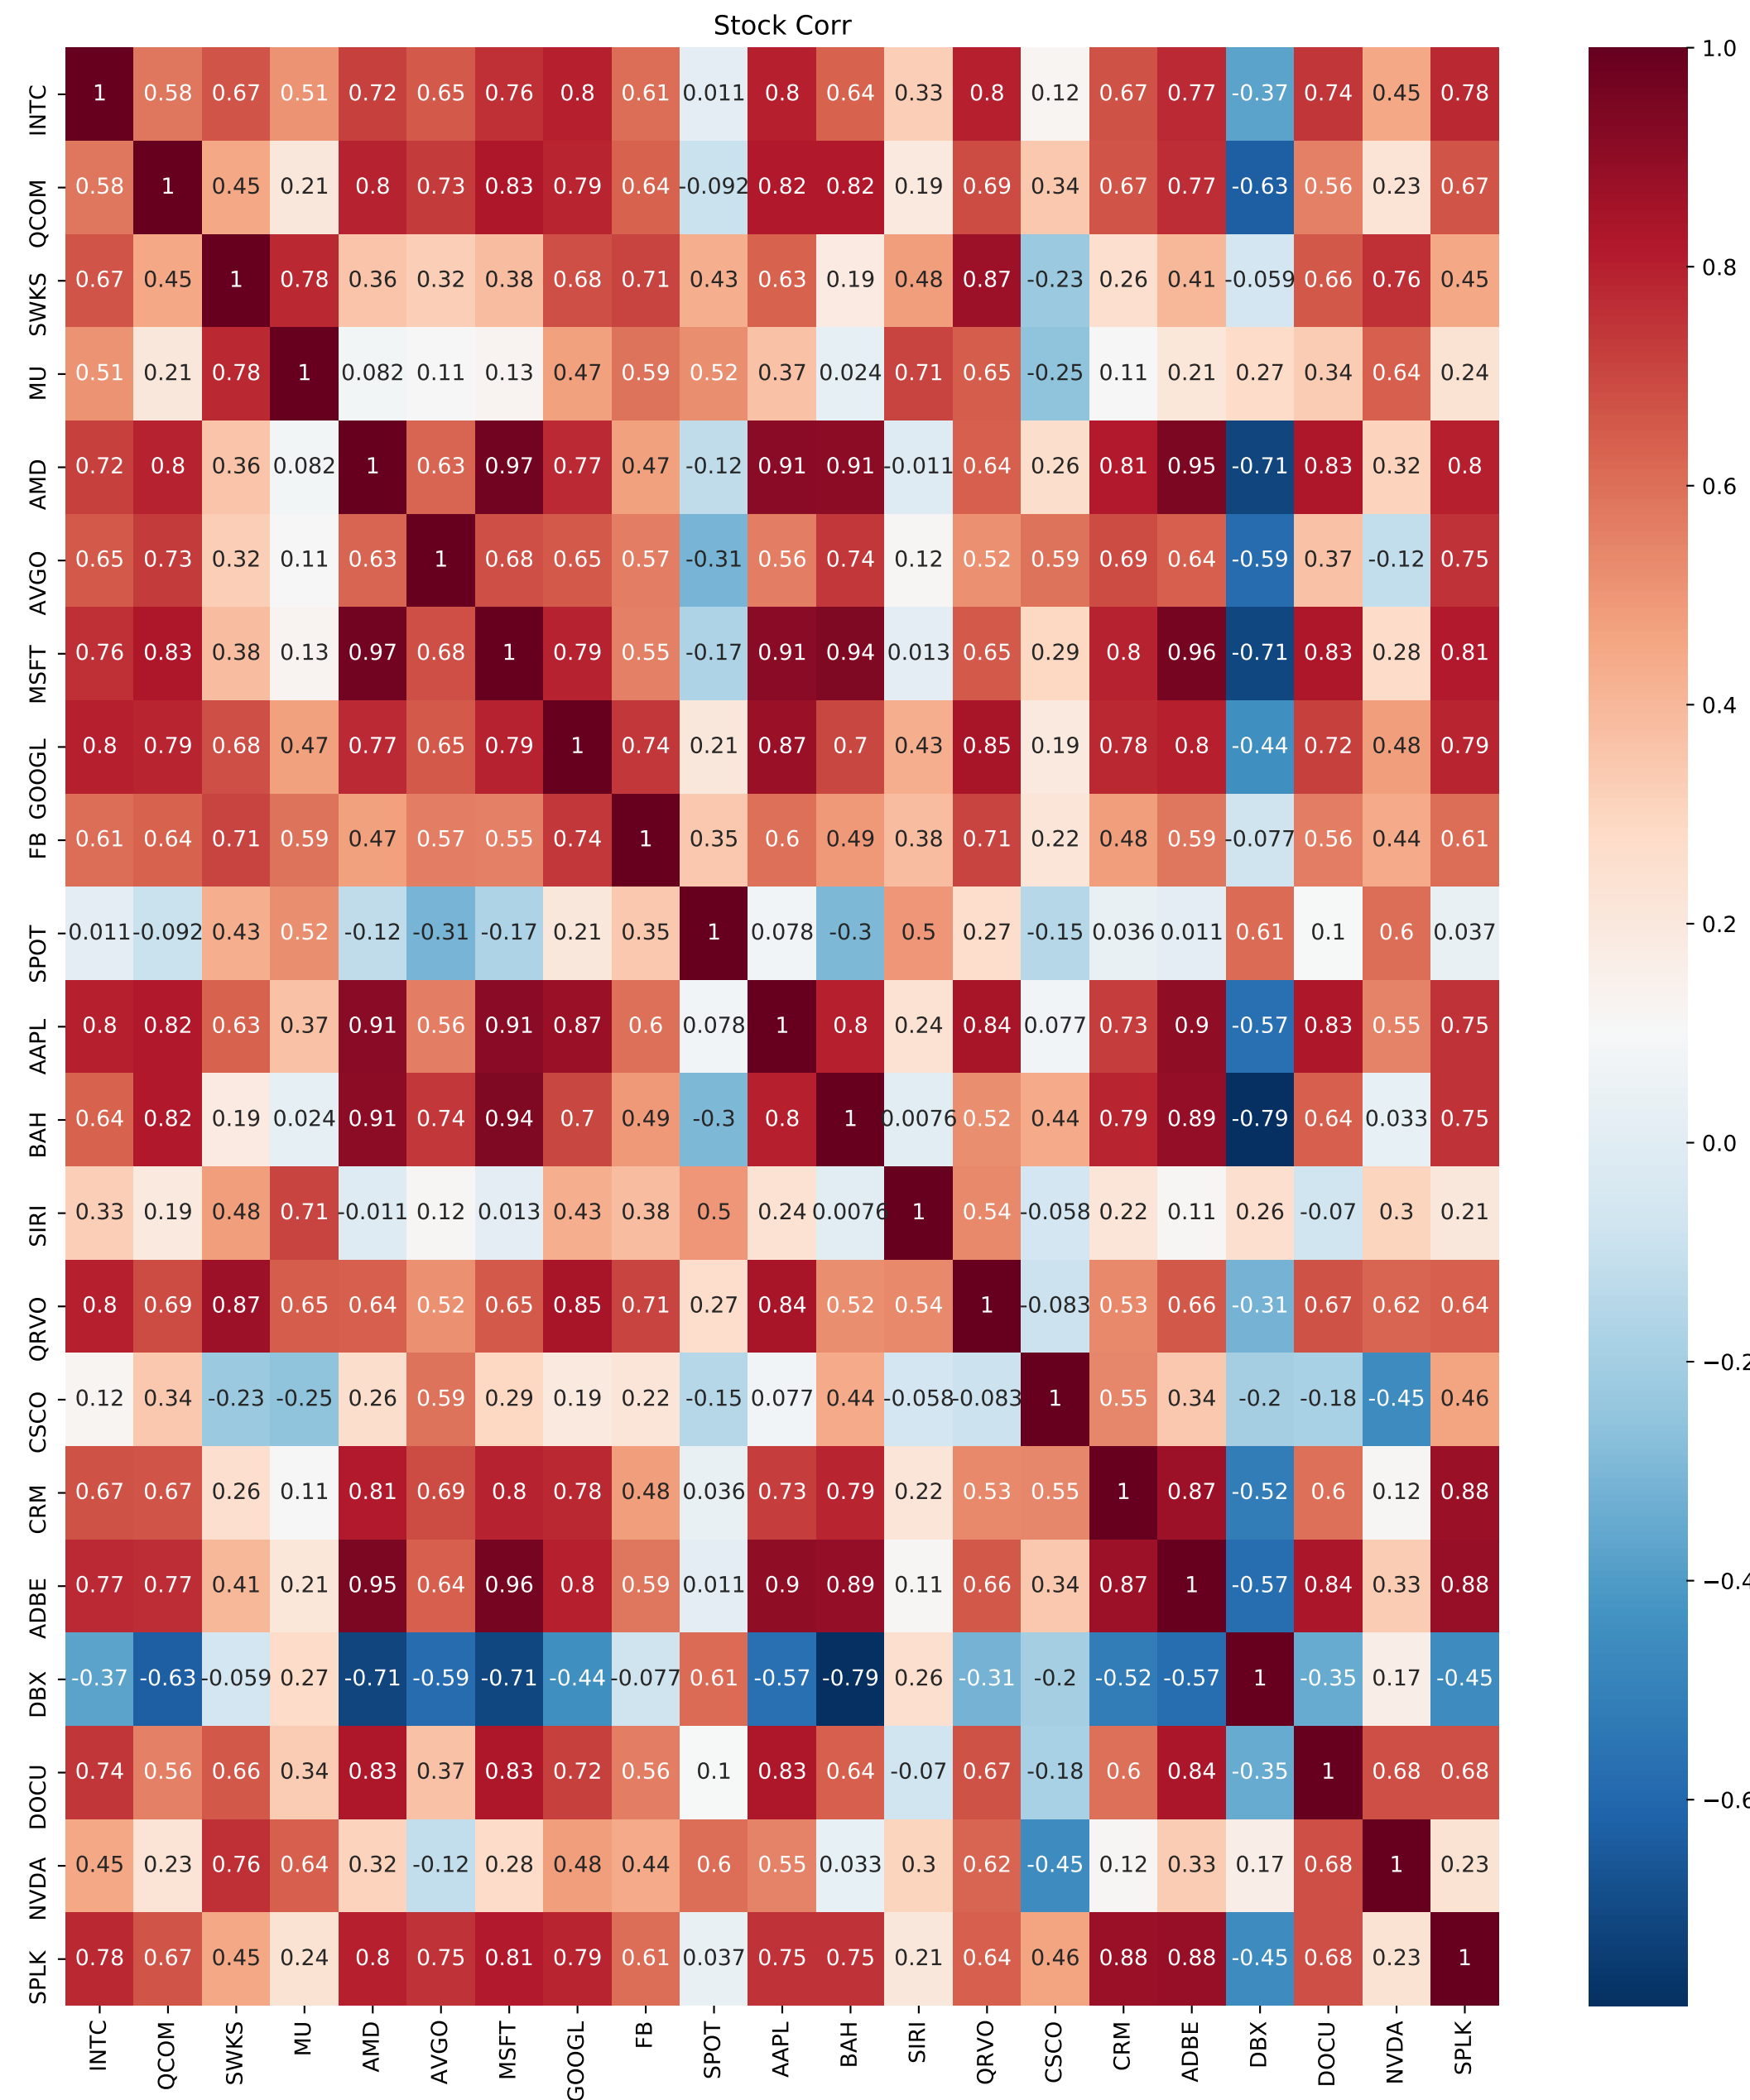 Stock Corr
INTC 1 0.58 0.67 0.51 0.72 0.65 0.76 0.8 0.61 0.011 0.8 0.64 0.33 0.8 0.12 0.67 0.77 -0.37 0.74 0.45 0.78
QCOM 0.58 1 0.45 0.21 0.8 0.73 0.83 0.79 0.64 -0.092 0.82 0.82 0.19 0.69 0.34 0.67 0.77 -0.63 0.56 0.23 0.67
SWKS 0.67 0.45 1 0.78 0.36 0.32 0.38 0.68 0.71 0.43 0.63 0.19 0.48 0.87 -0.23 0.26 0.41 -0.059 0.66 0.76 0.45
MU 0.51 0.21 0.78 1 0.082 0.11 0.13 0.47 0.59 0.52 0.37 0.024 0.71 0.65 -0.25 0.11 0.21 0.27 0.34 0.64 0.24
AMD 0.72 0.8 0.36 0.082 1 0.63 0.97 0.77 0.47 -0.12 0.91 0.91 -0.011 0.64 0.26 0.81 0.95 -0.71 0.83 0.32 0.8
AVGO 0.65 0.73 0.32 0.11 0.63 1 0.68 0.65 0.57 -0.31 0.56 0.74 0.12 0.52 0.59 0.69 0.64 -0.59 0.37 -0.12 0.75
MSFT 0.76 0.83 0.38 0.13 0.97 0.68 1 0.79 0.55 -0.17 0.91 0.94 0.013 0.65 0.29 0.8 0.96 -0.71 0.83 0.28 0.81
GOOGL 0.8 0.79 0.68 0.47 0.77 0.65 0.79 1 0.74 0.21 0.87 0.7 0.43 0.85 0.19 0.78 0.8 -0.44 0.72 0.48 0.79
FB 0.61 0.64 0.71 0.59 0.47 0.57 0.55 0.74 1 0.35 0.6 0.49 0.38 0.71 0.22 0.48 0.59 -0.077 0.56 0.44 0.61
SPOT 0.011 -0.092 0.43 0.52 -0.12 -0.31 -0.17 0.21 0.35 1 0.078 -0.3 0.5 0.27 -0.15 0.036 0.011 0.61 0.1 0.6 0.037
AAPL 0.8 0.82 0.63 0.37 0.91 0.56 0.91 0.87 0.6 0.078 1 0.8 0.24 0.84 0.077 0.73 0.9 -0.57 0.83 0.55 0.75
BAH 0.64 0.82 0.19 0.024 0.91 0.74 0.94 0.7 0.49 -0.3 0.8 1 0.0076 0.52 0.44 0.79 0.89 -0.79 0.64 0.033 0.75
SIRI 0.33 0.19 0.48 0.71 -0.011 0.12 0.013 0.43 0.38 0.5 0.24 0.0076 1 0.54 -0.058 0.22 0.11 0.26 -0.07 0.3 0.21
QRVO 0.8 0.69 0.87 0.65 0.64 0.52 0.65 0.85 0.71 0.27 0.84 0.52 0.54 1 -0.083 0.53 0.66 -0.31 0.67 0.62 0.64
CSCO 0.12 0.34 -0.23 -0.25 0.26 0.59 0.29 0.19 0.22 -0.15 0.077 0.44 -0.058 -0.083 1 0.55 0.34 -0.2 -0.18 -0.45 0.46
CRM 0.67 0.67 0.26 0.11 0.81 0.69 0.8 0.78 0.48 0.036 0.73 0.79 0.22 0.53 0.55 1 0.87 -0.52 0.6 0.12 0.88
ADBE 0.77 0.77 0.41 0.21 0.95 0.64 0.96 0.8 0.59 0.011 0.9 0.89 0.11 0.66 0.34 0.87 1 -0.57 0.84 0.33 0.88
DBX -0.37 -0.63 -0.059 0.27 -0.71 -0.59 -0.71 -0.44 -0.077 0.61 -0.57 -0.79 0.26 -0.31 -0.2 -0.52 -0.57 1 -0.35 0.17 -0.45
DOCU 0.74 0.56 0.66 0.34 0.83 0.37 0.83 0.72 0.56 0.1 0.83 0.64 -0.07 0.67 -0.18 0.6 0.84 -0.35 1 0.68 0.68
NVDA 0.45 0.23 0.76 0.64 0.32 -0.12 0.28 0.48 0.44 0.6 0.55 0.033 0.3 0.62 -0.45 0.12 0.33 0.17 0.68 1 0.23
SPLK 0.78 0.67 0.45 0.24 0.8 0.75 0.81 0.79 0.61 0.037 0.75 0.75 0.21 0.64 0.46 0.88 0.88 -0.45 0.68 0.23 1
INTC QCOM SWKS MU AMD AVGO MSFT GOOGL FB SPOT AAPL BAH SIRI QRVO CSCO CRM ADBE DBX DOCU NVDA SPLK
1.0
0.8
0.6
0.4
0.2
0.0
−0.2
−0.4
−0.6